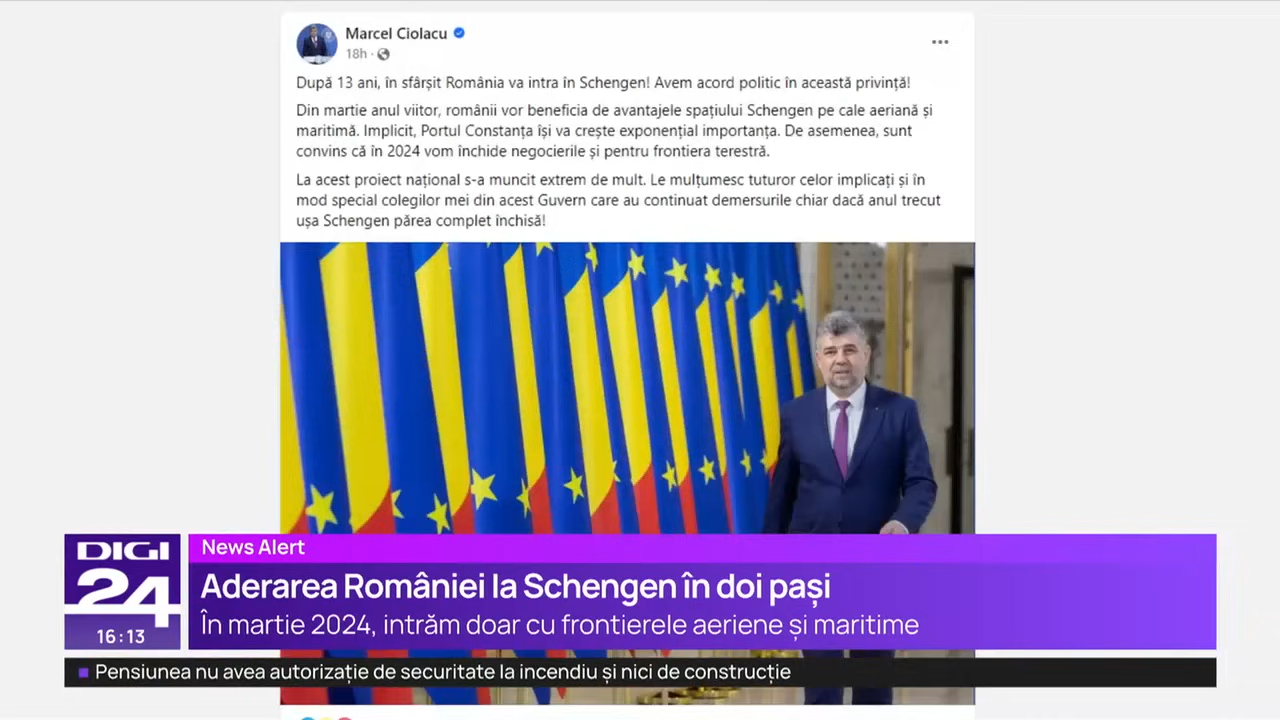 Marcel Ciolacu
18h ·
După 13 ani, în sfârșit România va intra în Schengen! Avem acord politic în această privință!
Din martie anul viitor, românii vor beneficia de avantajele spațiului Schengen pe cale aeriană și
maritimă. Implicit, Portul Constanța își va crește exponențial importanța. De asemenea, sunt
convins că în 2024 vom închide negocierile și pentru frontiera terestră.
La acest proiect național s-a muncit extrem de mult. Le mulțumesc tuturor celor implicați și în
mod special colegilor mei din acest Guvern care au continuat demersurile chiar dacă anul trecut
ușa Schengen părea complet închisă!
DIGI
24
16:13
News Alert
Aderarea României la Schengen în doi pași
În martie 2024, intrăm doar cu frontierele aeriene și maritime
Pensiunea nu avea autorizație de securitate la incendiu și nici de construcție